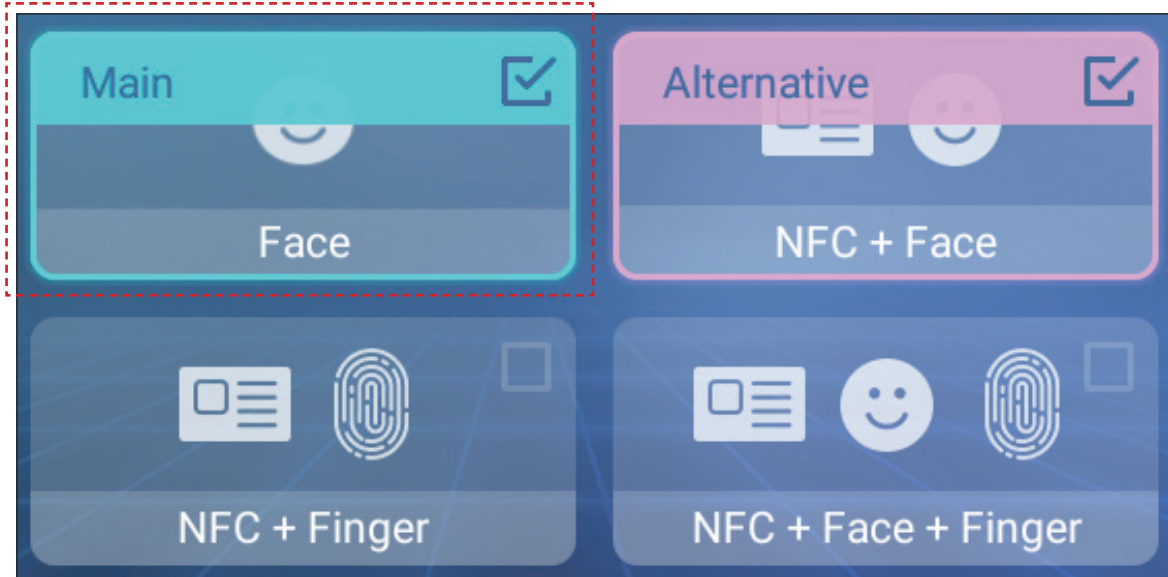 Main
Alternative
Face
NFC + Face
NFC + Finger
NFC + Face + Finger